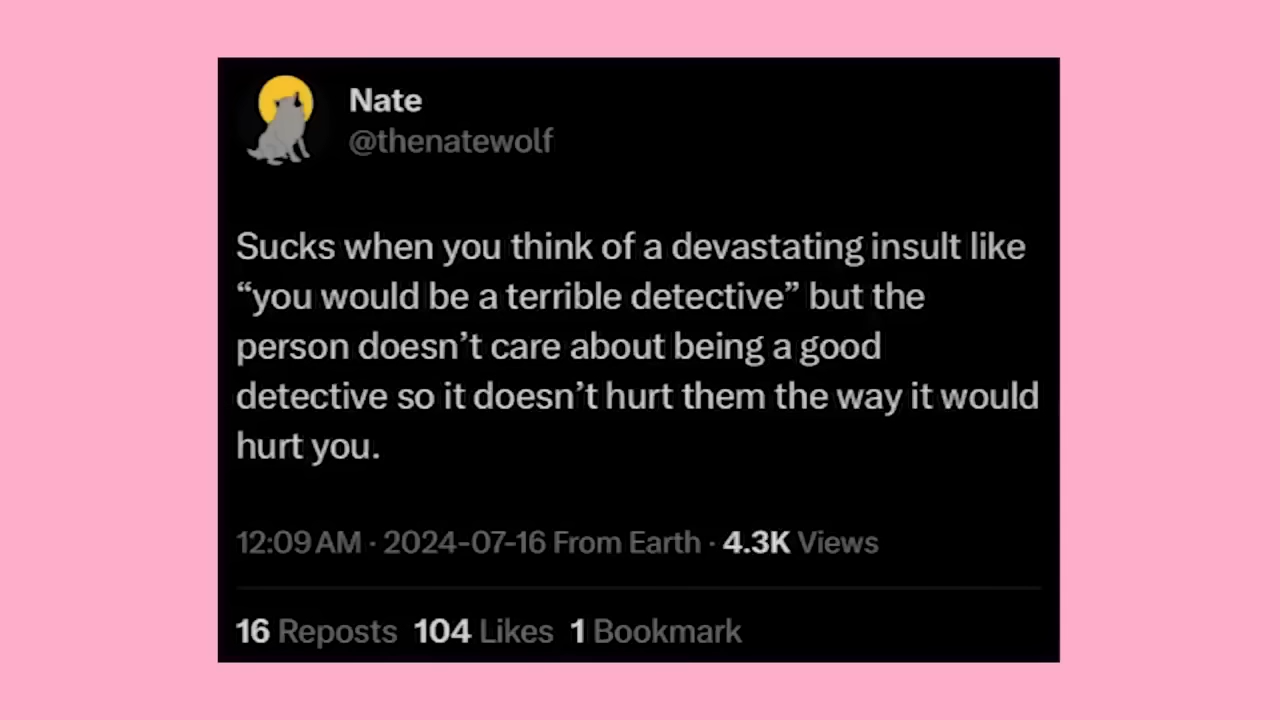 Nate
@thenatewolf
Sucks when you think of a devastating insult like
“you would be a terrible detective” but the
person doesn’t care about being a good
detective so it doesn’t hurt them the way it would
hurt you.
12:09 AM · 2024-07-16 From Earth · 4.3K Views
16 Reposts 104 Likes 1 Bookmark